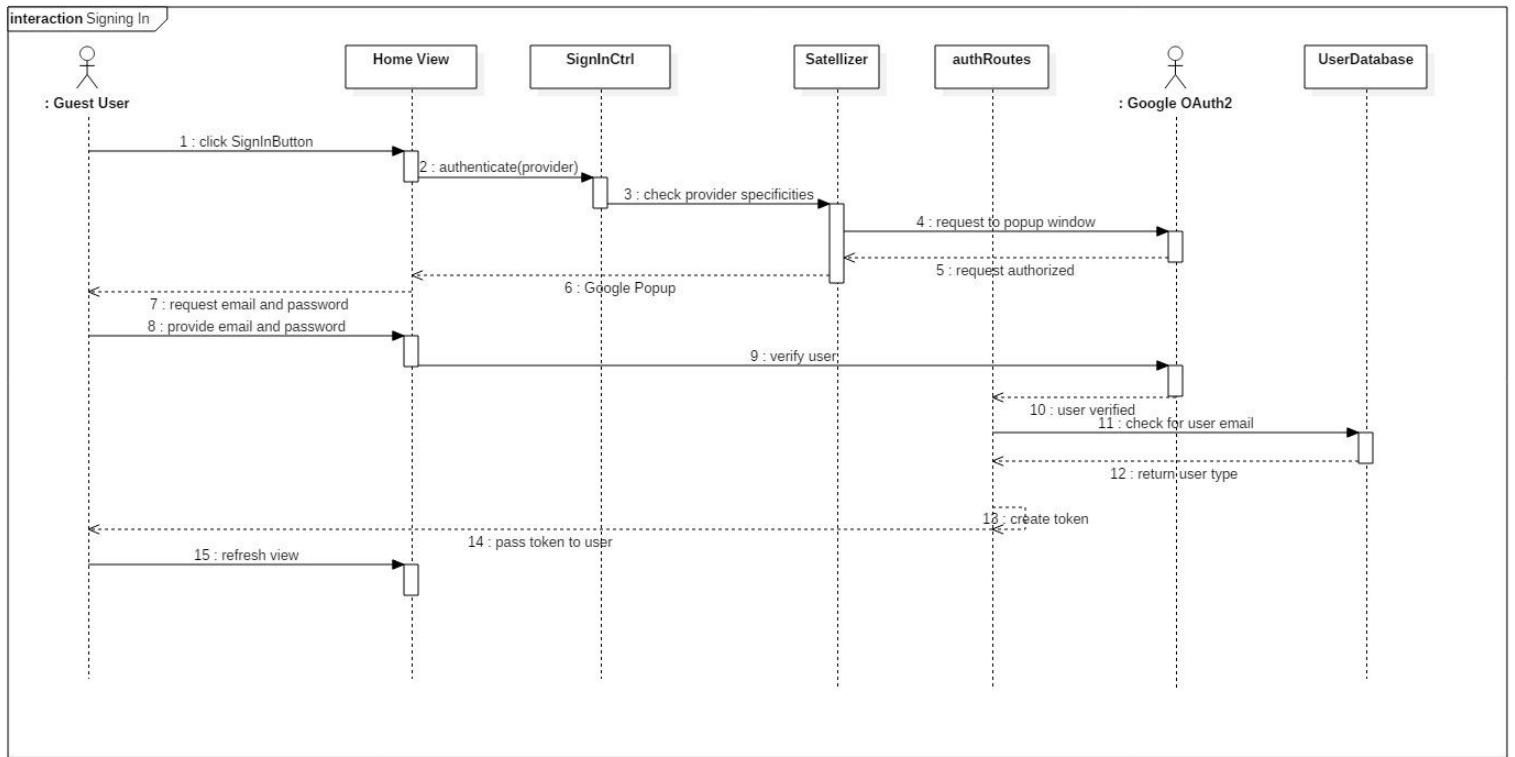 interaction Signing In
Home View
SignInCtrl
Satellizer
authRoutes
UserDatabase
: Guest User
: Google OAuth2
1 : click SignInButton
2 : authenticate(provider)
3 : check provider specificities
4 : request to popup window
5 : request authorized
6 : Google Popup
7 : request email and password
8 : provide email and password
9 : verify user
10 : user verified
11 : check for user email
12 : return user type
13 : create token
14 : pass token to user
15 : refresh view